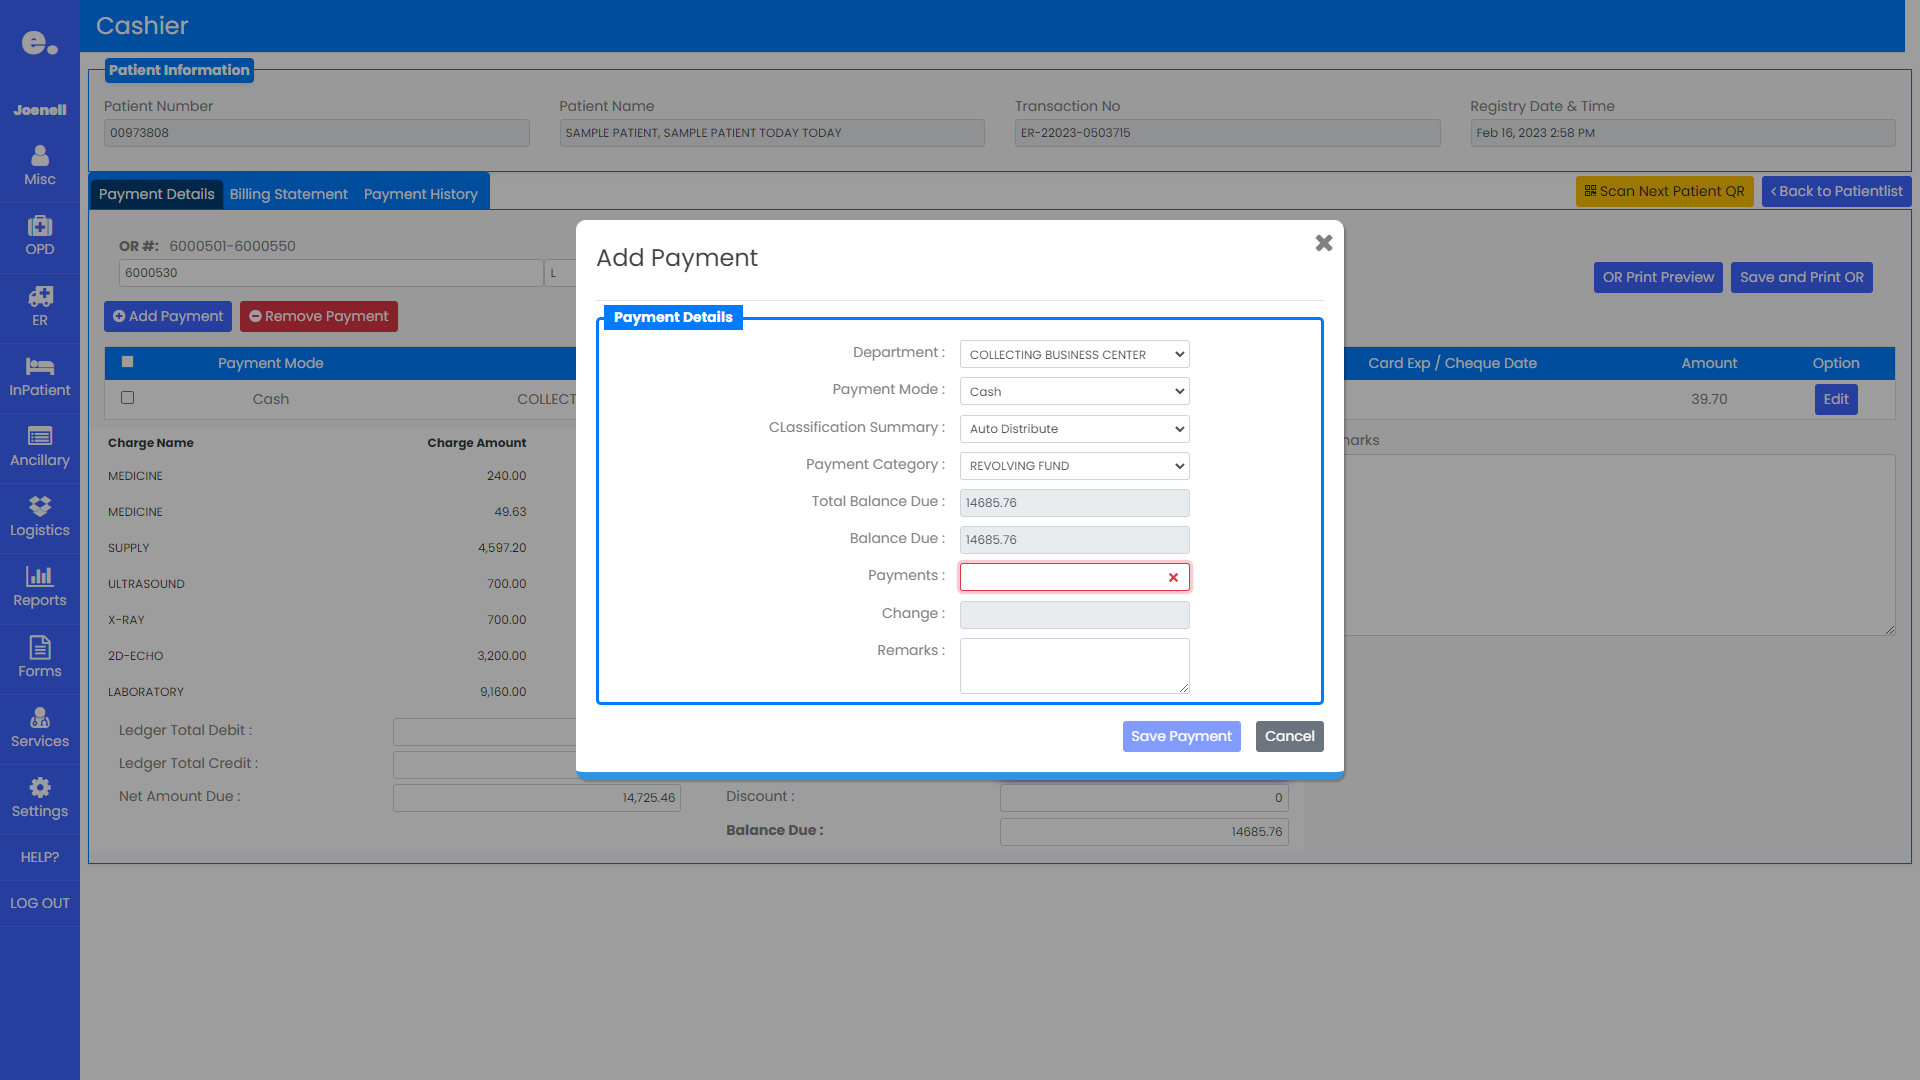 e.
Cashier
Patient Information
Joenell
Patient Number
Patient Name
Transaction No
Registry Date & Time
00973808
SAMPLE PATIENT, SAMPLE PATIENT TODAY TODAY
ER-22023-0503715
Feb 16, 2023 2:58 PM
Misc
OPD
ER
InPatient
Ancillary
Logistics
Reports
Forms
Services
Settings
HELP?
LOG OUT
Payment Details
Billing Statement
Payment History
Scan Next Patient QR
Back to Patientlist
OR #: 6000501-6000550
6000530
L
OR Print Preview
Save and Print OR
Add Payment
Remove Payment
Payment Mode
Card Exp / Cheque Date
Amount
Option
Cash
COLLECT
39.70
Edit
Charge Name
Charge Amount
MEDICINE 240.00
MEDICINE 49.63
SUPPLY 4,597.20
ULTRASOUND 700.00
X-RAY 700.00
2D-ECHO 3,200.00
LABORATORY 9,160.00
marks
Ledger Total Debit :
Ledger Total Credit :
Net Amount Due : 14,725.46
Discount : 0
Balance Due : 14685.76
Add Payment
Payment Details
Department : COLLECTING BUSINESS CENTER
Payment Mode : Cash
CLassification Summary : Auto Distribute
Payment Category : REVOLVING FUND
Total Balance Due : 14685.76
Balance Due : 14685.76
Payments :
Change :
Remarks :
Save Payment
Cancel